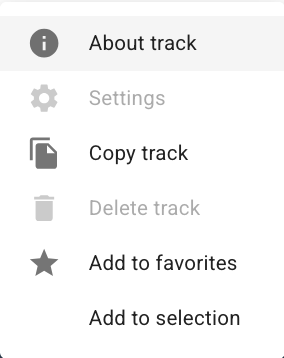 About track
Settings
Copy track
Delete track
Add to favorites
Add to selection